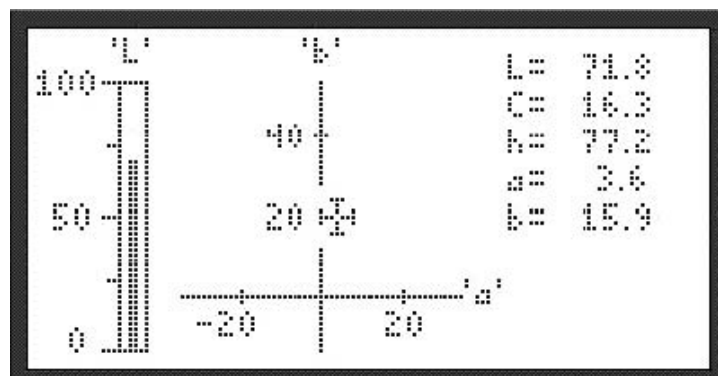 'L' 'b'
100 L= 71.8
C= 16.3
40 h= 77.2
a= 3.6
50 20 b= 15.9
'a'
0 -20 20